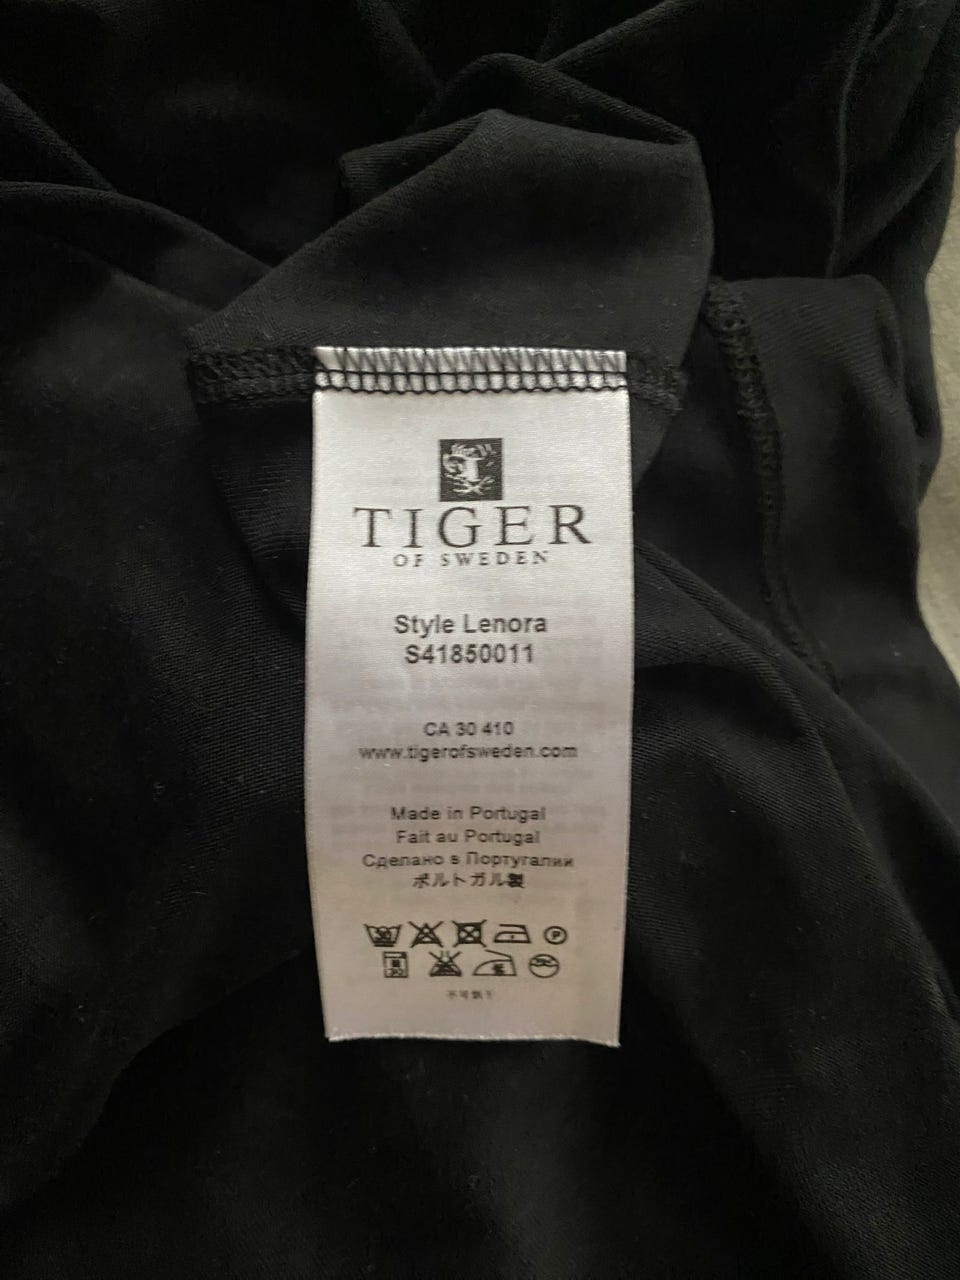 TIGER
OF SWEDEN
Style Lenora
S41850011
CA 30 410
www.tigerofsweden.com
Made in Portugal
Fait au Portugal
Сделано в Португалии
ポルトガル製
30
P